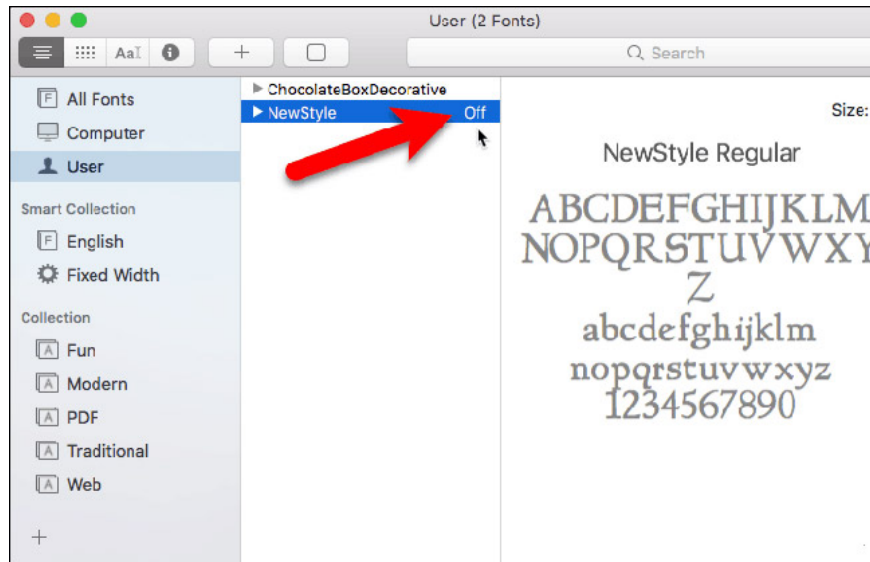 User (2 Fonts)
AaI
Search
All Fonts
Computer
User
Smart Collection
English
Fixed Width
Collection
Fun
Modern
PDF
Traditional
Web
ChocolateBoxDecorative
NewStyle Off
Size:
NewStyle Regular
ABCDEFGHIJKLM
NOPQRSTUVWXY
Z
abcdefghijklm
nopqrstuvwxyz
1234567890